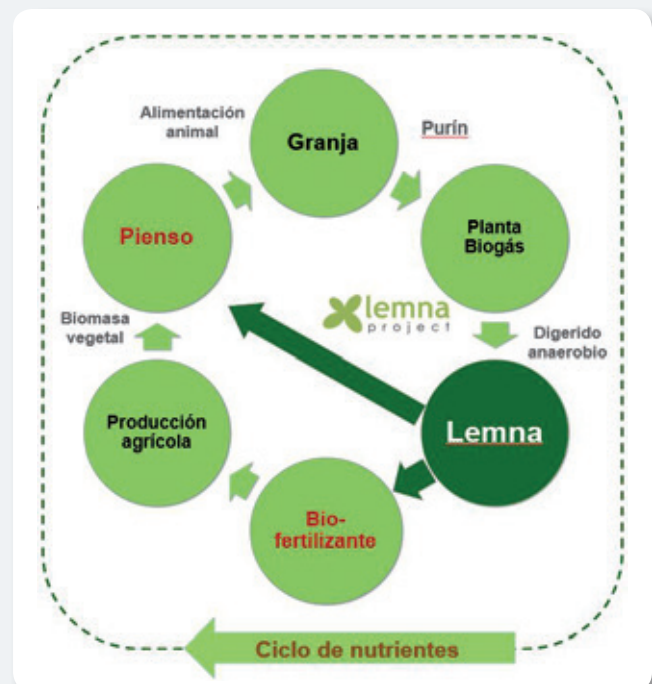 Alimentación
animal
Granja
Purín
Pienso
Planta
Biogás
lemna
project
Biomasa
vegetal
Digerido
anaerobio
Producción
agrícola
Lemna
Bio-
fertilizante
Ciclo de nutrientes